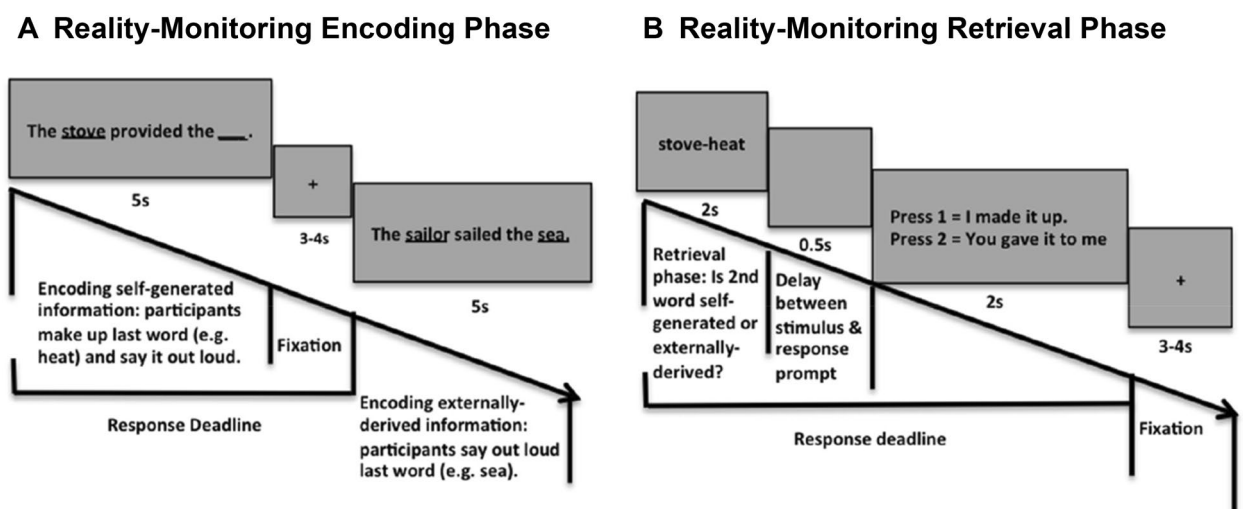 A Reality-Monitoring Encoding Phase
The stove provided the ___.
5s
+
3-4s
The sailor sailed the sea.
5s
Encoding self-generated
information: participants
make up last word (e.g.
heat) and say it out loud.
Fixation
Response Deadline
Encoding externally-
derived information:
participants say out loud
last word (e.g. sea).
B Reality-Monitoring Retrieval Phase
stove-heat
2s
0.5s
Press 1 = I made it up.
Press 2 = You gave it to me
2s
+
3-4s
Retrieval
phase: Is 2nd
word self-
generated or
externally-
derived?
Delay
between
stimulus &
response
prompt
Response deadline
Fixation